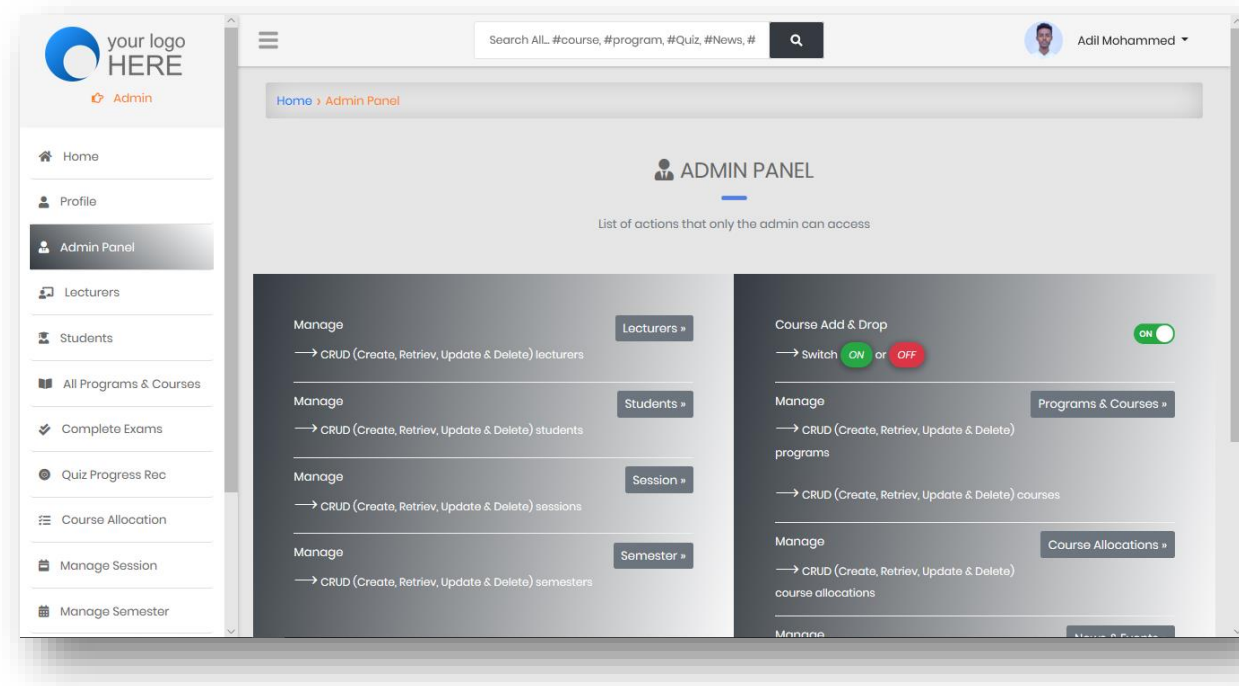 your logo
HERE
Admin
Home
Profile
Admin Panel
Lecturers
Students
All Programs & Courses
Complete Exams
Quiz Progress Rec
Course Allocation
Manage Session
Manage Semester
Search All... #course, #program, #Quiz, #News, #
Adil Mohammed
Home › Admin Panel
ADMIN PANEL
List of actions that only the admin can access
Manage
Lecturers »
⟶ CRUD (Create, Retriev, Update & Delete) lecturers
Manage
Students »
⟶ CRUD (Create, Retriev, Update & Delete) students
Manage
Session »
⟶ CRUD (Create, Retriev, Update & Delete) sessions
Manage
Semester »
⟶ CRUD (Create, Retriev, Update & Delete) semesters
Course Add & Drop
ON
⟶ Switch ON or OFF
Manage
Programs & Courses »
⟶ CRUD (Create, Retriev, Update & Delete)
programs
⟶ CRUD (Create, Retriev, Update & Delete) courses
Manage
Course Allocations »
⟶ CRUD (Create, Retriev, Update & Delete)
course allocations
Manage
News & Events